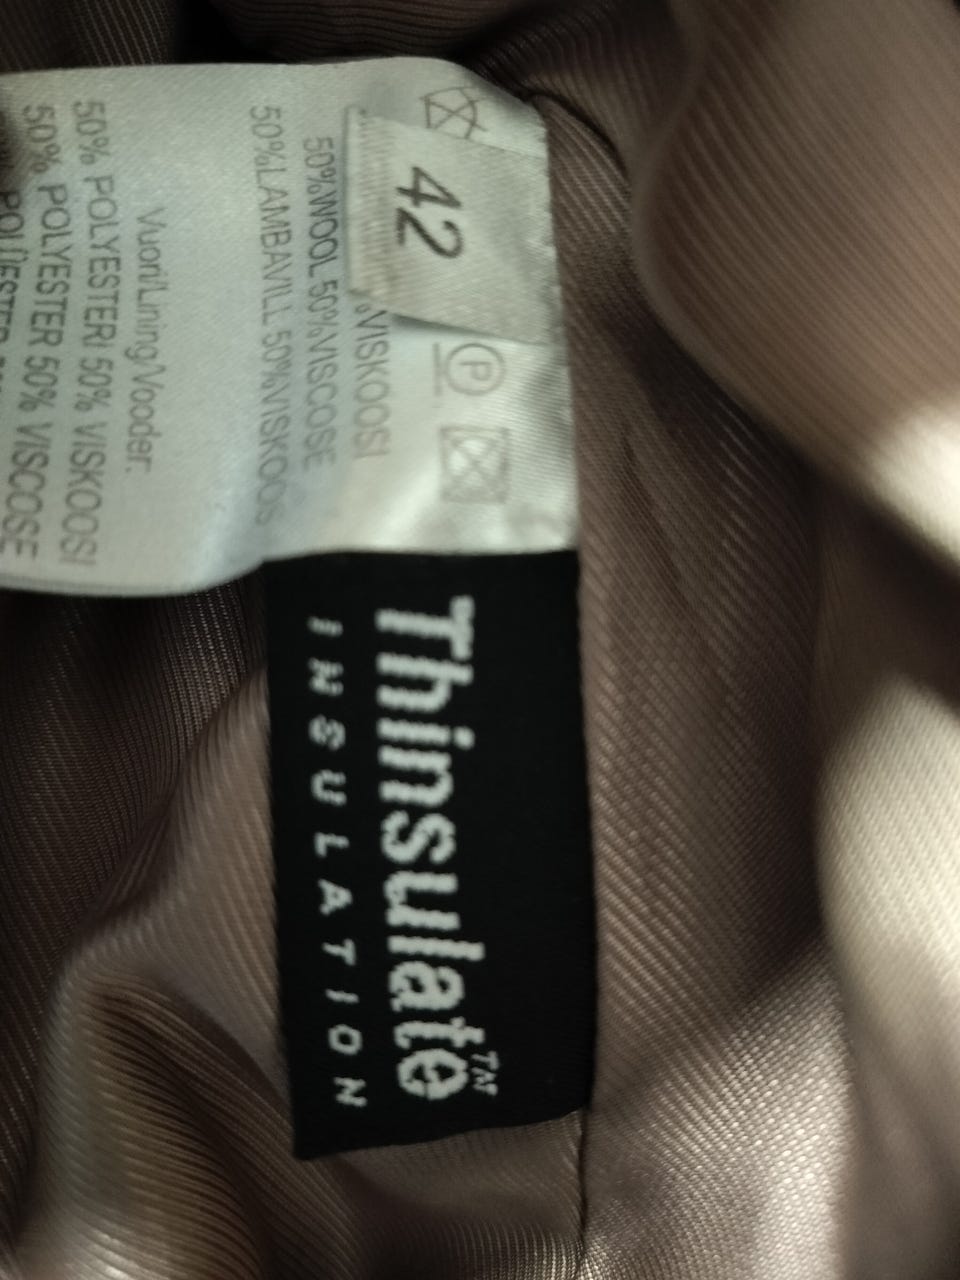 42
P
%VISKOOSI
50%WOOL 50%VISCOSE
50%LAMBAVILL 50%VISKOOS
Vuori/Lining/Vooder.
50% POLYESTERI 50% VISKOOSI
50% POLYESTER 50% VISCOSE
Thinsulate™
INSULATION